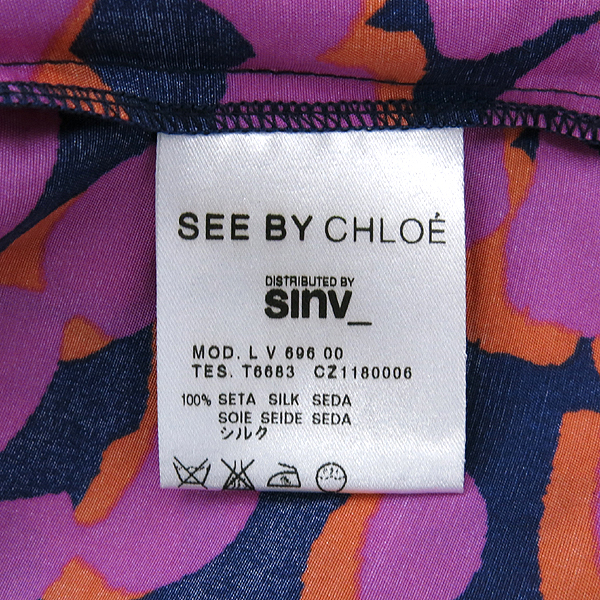 SEE BY CHLOÉ
DISTRIBUTED BY
sinv_
MOD. L V 696 00
TES. T6683 CZ1180006
100% SETA SILK SEDA
SOIE SEIDE SEDA
シルク